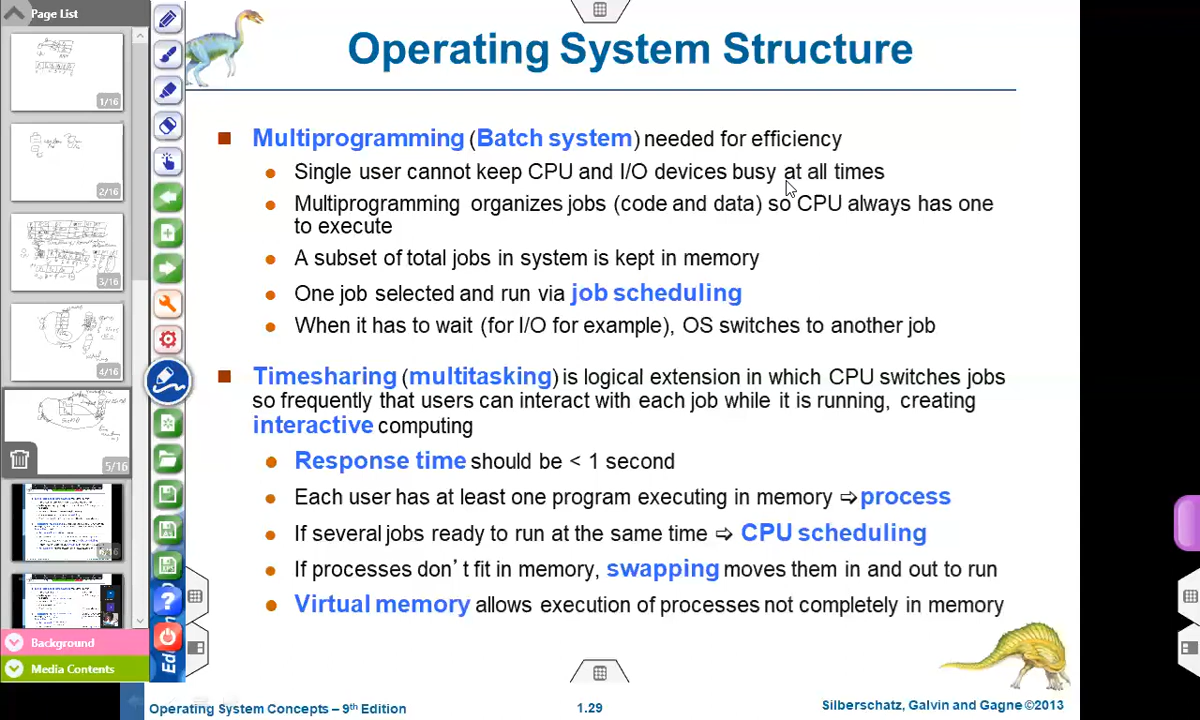 Page List
1/16
2/16
3/16
4/16
5/16
6/16
Background
Media Contents
Operating System Structure
Multiprogramming (Batch system) needed for efficiency
Single user cannot keep CPU and I/O devices busy at all times
Multiprogramming organizes jobs (code and data) so CPU always has one
to execute
A subset of total jobs in system is kept in memory
One job selected and run via job scheduling
When it has to wait (for I/O for example), OS switches to another job
Timesharing (multitasking) is logical extension in which CPU switches jobs
so frequently that users can interact with each job while it is running, creating
interactive computing
Response time should be < 1 second
Each user has at least one program executing in memory ⇨process
If several jobs ready to run at the same time ⇨ CPU scheduling
If processes don't fit in memory, swapping moves them in and out to run
Virtual memory allows execution of processes not completely in memory
Operating System Concepts – 9th Edition
1.29
Silberschatz, Galvin and Gagne ©2013